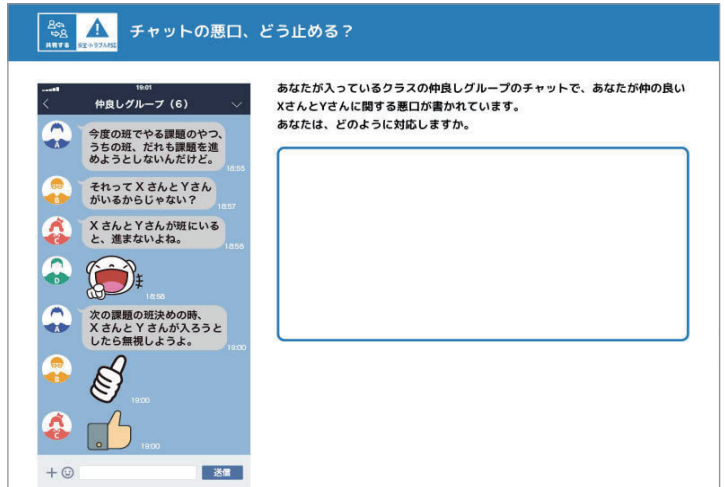 共有する
安全・トラブル対応
チャットの悪口、どう止める？
19:01
仲良しグループ（6）
A
今度の班でやる課題のやつ、
うちの班、だれも課題を進
めようとしないんだけど。
18:55
B
それって X さんと Y さん
がいるからじゃない？
18:57
C
X さんと Y さんが班にいる
と、進まないよね。
18:58
D
18:58
A
次の課題の班決めの時、
X さんと Y さんが入ろうと
したら無視しようよ。
19:00
B
19:00
C
19:00
送信
あなたが入っているクラスの仲良しグループのチャットで、あなたが仲の良い
XさんとYさんに関する悪口が書かれています。
あなたは、どのように対応しますか。